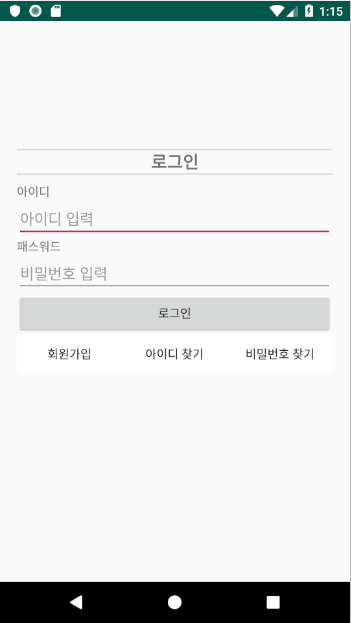 1:15
로그인
아이디
아이디 입력
패스워드
비밀번호 입력
로그인
회원가입 아이디 찾기 비밀번호 찾기